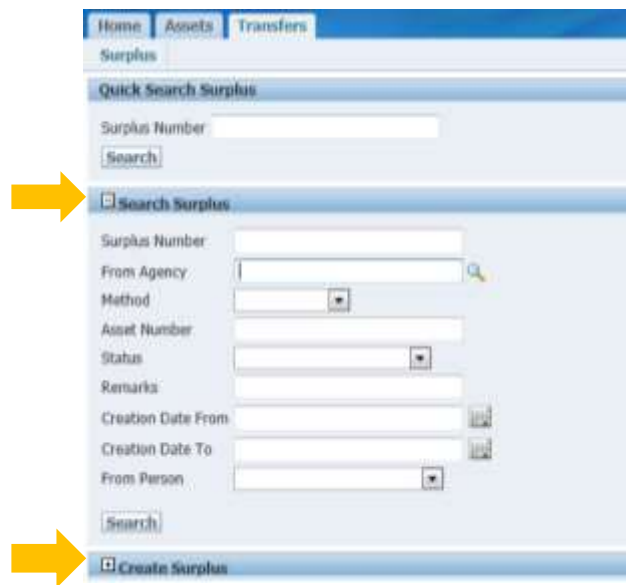 Home Assets Transfers
Surplus
Quick Search Surplus
Surplus Number
Search
Search Surplus
Surplus Number
From Agency
Method
Asset Number
Status
Remarks
Creation Date From
Creation Date To
From Person
Search
Create Surplus